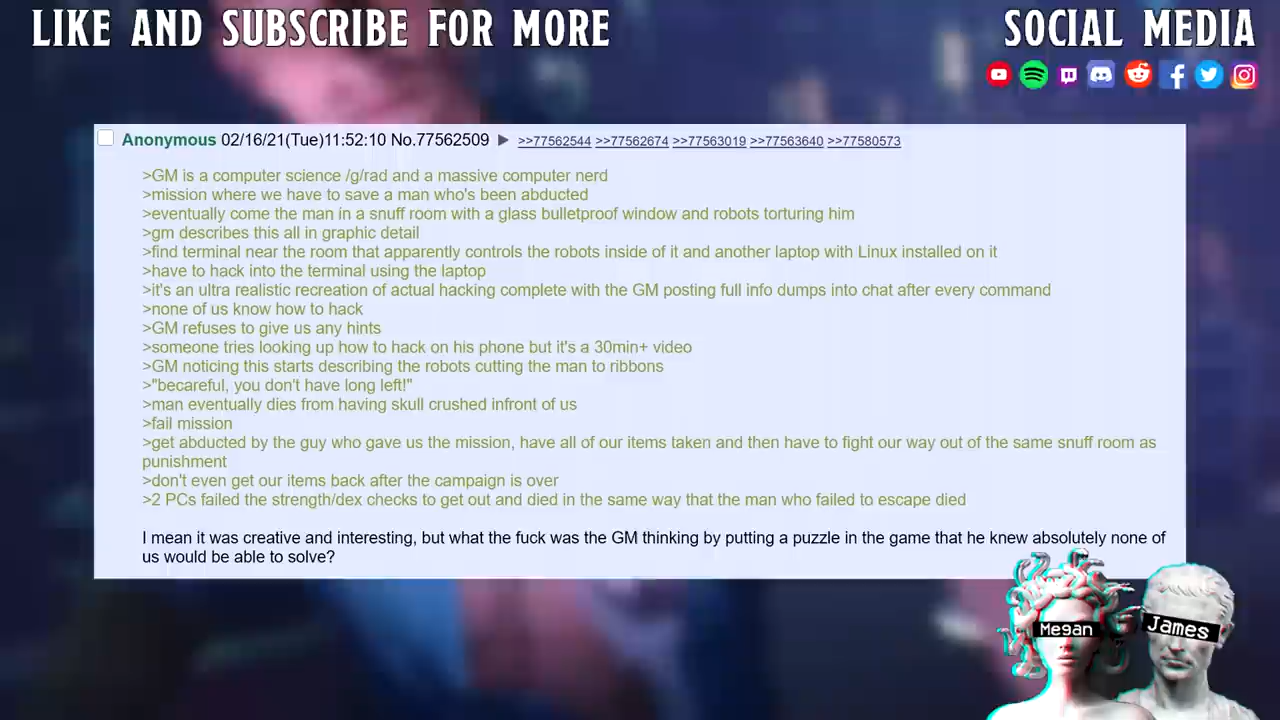 LIKE AND SUBSCRIBE FOR MORE
SOCIAL MEDIA
Anonymous 02/16/21(Tue)11:52:10 No.77562509 ▶ >>77562544 >>77562674 >>77563019 >>77563640 >>77580573
>GM is a computer science /g/rad and a massive computer nerd
>mission where we have to save a man who's been abducted
>eventually come the man in a snuff room with a glass bulletproof window and robots torturing him
>gm describes this all in graphic detail
>find terminal near the room that apparently controls the robots inside of it and another laptop with Linux installed on it
>have to hack into the terminal using the laptop
>it's an ultra realistic recreation of actual hacking complete with the GM posting full info dumps into chat after every command
>none of us know how to hack
>GM refuses to give us any hints
>someone tries looking up how to hack on his phone but it's a 30min+ video
>GM noticing this starts describing the robots cutting the man to ribbons
>"becareful, you don't have long left!"
>man eventually dies from having skull crushed infront of us
>fail mission
>get abducted by the guy who gave us the mission, have all of our items taken and then have to fight our way out of the same snuff room as
punishment
>don't even get our items back after the campaign is over
>2 PCs failed the strength/dex checks to get out and died in the same way that the man who failed to escape died
I mean it was creative and interesting, but what the fuck was the GM thinking by putting a puzzle in the game that he knew absolutely none of
us would be able to solve?
Megan
James